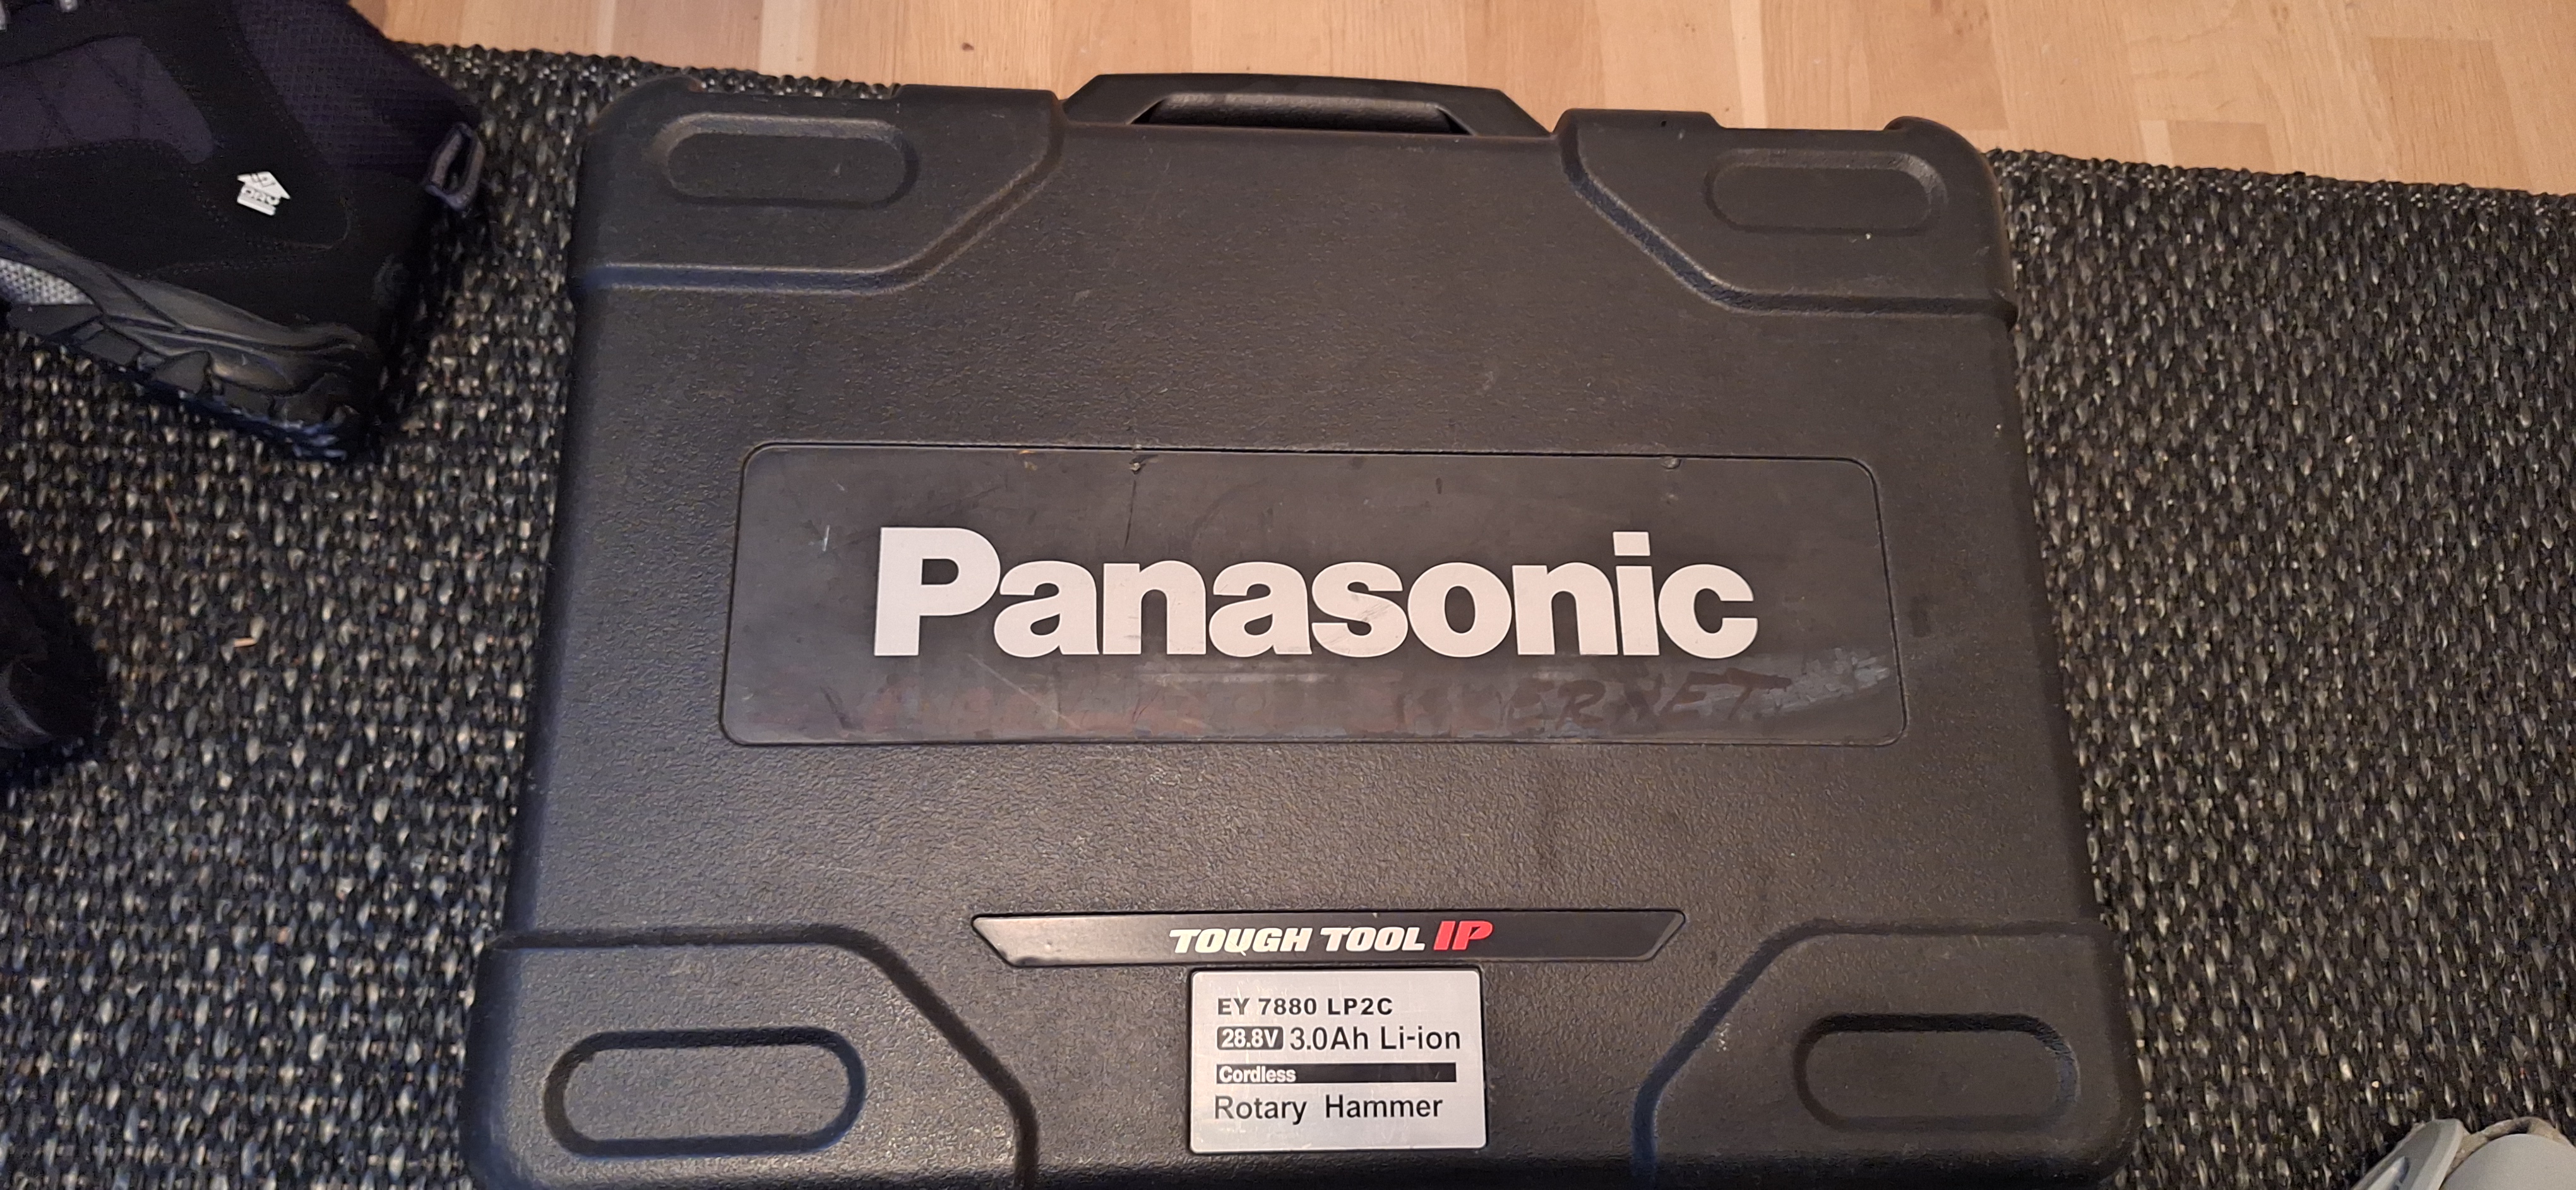 Panasonic
TOUGH TOOL IP
EY 7880 LP2C
28.8V 3.0Ah Li-ion
Cordless
Rotary Hammer